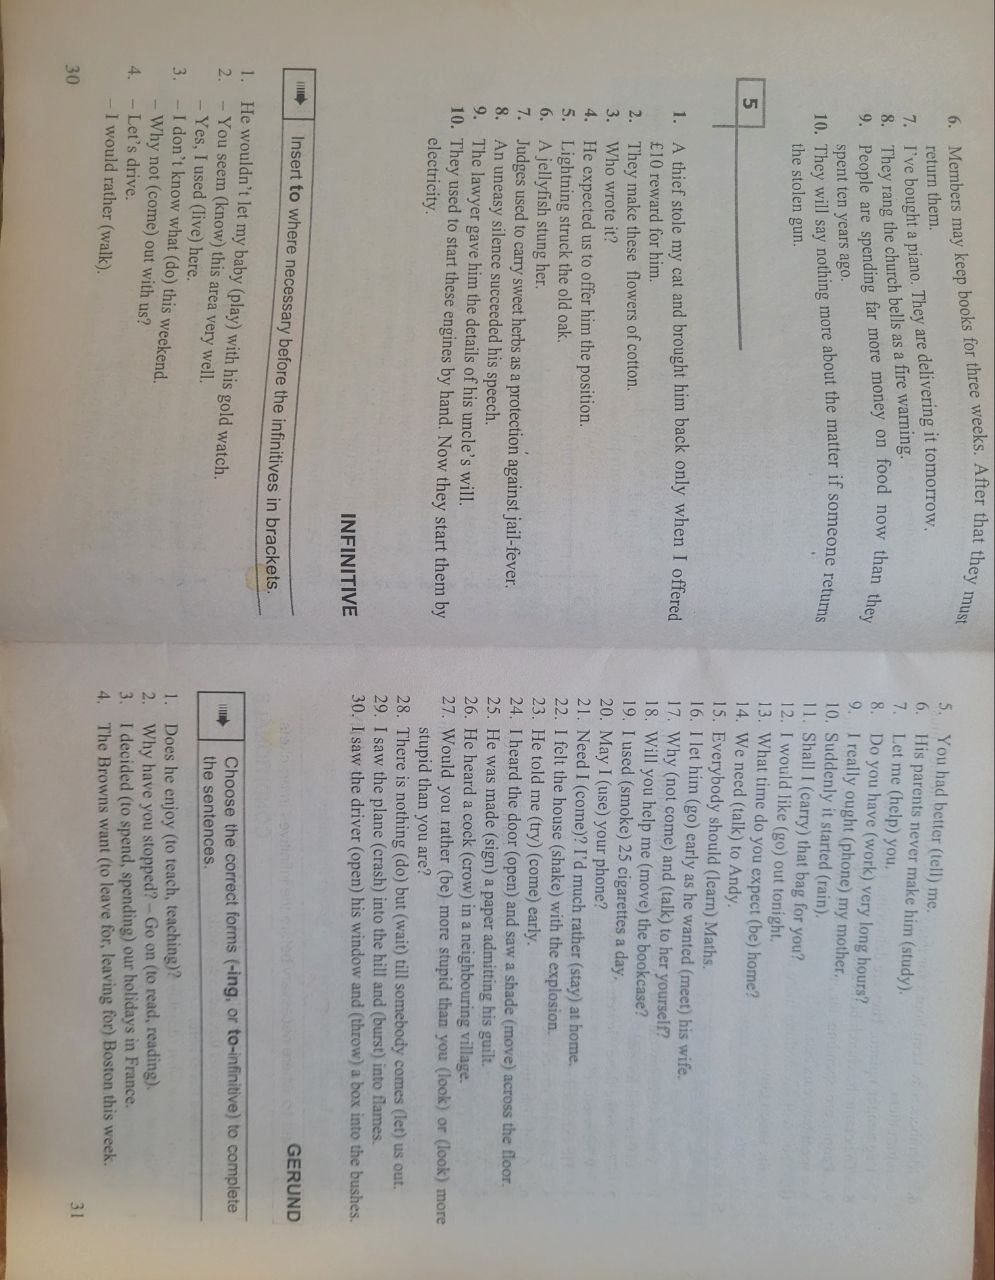 6. Members may keep books for three weeks. After that they must
return them.
7. I've bought a piano. They are delivering it tomorrow.
8. They rang the church bells as a fire warning.
9. People are spending far more money on food now than they
spent ten years ago.
10. They will say nothing more about the matter if someone returns
the stolen gun.
5
1. A thief stole my cat and brought him back only when I offered
£10 reward for him.
2. They make these flowers of cotton.
3. Who wrote it?
4. He expected us to offer him the position.
5. Lightning struck the old oak.
6. A jellyfish stung her.
7. Judges used to carry sweet herbs as a protection against jail-fever.
8. An uneasy silence succeeded his speech.
9. The lawyer gave him the details of his uncle's will.
10. They used to start these engines by hand. Now they start them by
electricity.
INFINITIVE
Insert to where necessary before the infinitives in brackets.
1. He wouldn't let my baby (play) with his gold watch.
2. – You seem (know) this area very well.
– Yes, I used (live) here.
3. – I don't know what (do) this weekend.
– Why not (come) out with us?
4. – Let's drive.
– I would rather (walk).
30
5. You had better (tell) me.
6. His parents never make him (study).
7. Let me (help) you.
8. Do you have (work) very long hours?
9. I really ought (phone) my mother.
10. Suddenly it started (rain).
11. Shall I (carry) that bag for you?
12. I would like (go) out tonight.
13. What time do you expect (be) home?
14. We need (talk) to Andy.
15. Everybody should (learn) Maths.
16. I let him (go) early as he wanted (meet) his wife.
17. Why (not come) and (talk) to her yourself?
18. Will you help me (move) the bookcase?
19. I used (smoke) 25 cigarettes a day.
20. May I (use) your phone?
21. Need I (come)? I'd much rather (stay) at home.
22. I felt the house (shake) with the explosion.
23. He told me (try) (come) early.
24. I heard the door (open) and saw a shade (move) across the floor.
25. He was made (sign) a paper admitting his guilt.
26. He heard a cock (crow) in a neighbouring village.
27. Would you rather (be) more stupid than you (look) or (look) more
stupid than you are?
28. There is nothing (do) but (wait) till somebody comes (let) us out.
29. I saw the plane (crash) into the hill and (burst) into flames.
30. I saw the driver (open) his window and (throw) a box into the bushes.
GERUND
Choose the correct forms (-ing, or to-infinitive) to complete
the sentences.
1. Does he enjoy (to teach, teaching)?
2. Why have you stopped? – Go on (to read, reading).
3. I decided (to spend, spending) our holidays in France.
4. The Browns want (to leave for, leaving for) Boston this week.
31